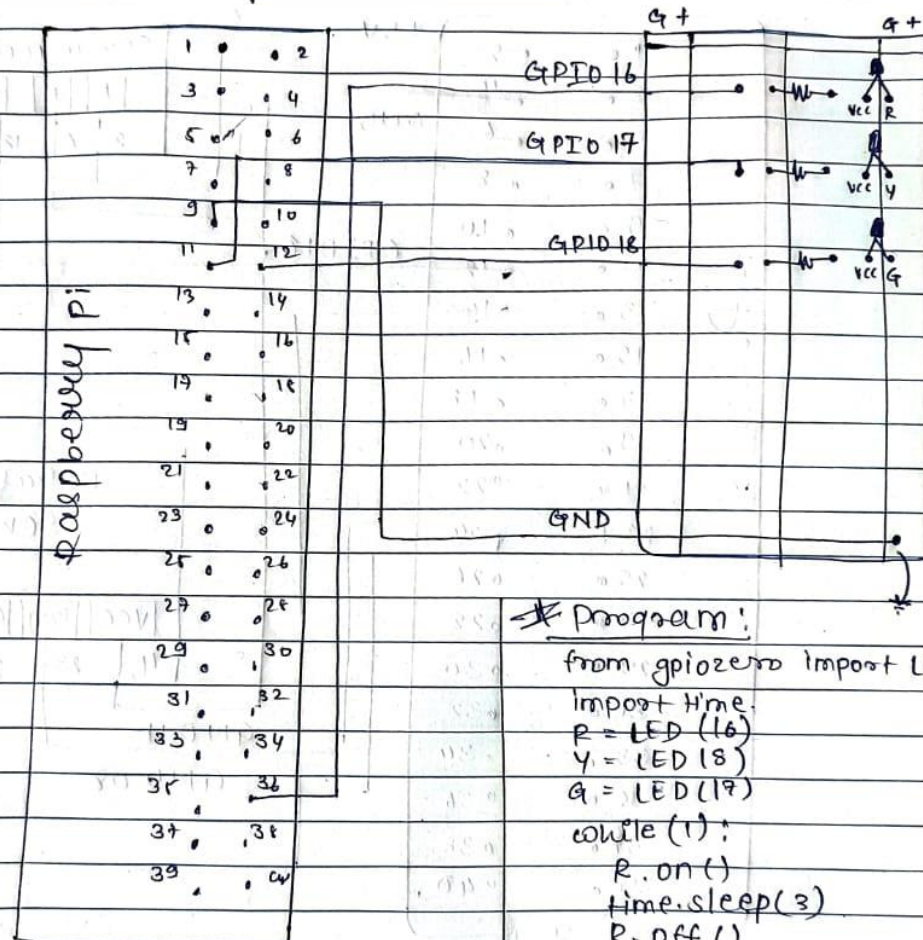 G +
G +
1 2
3 4
5 6
7 8
9 10
11 12
13 14
15 16
17 18
19 20
21 22
23 24
25 26
27 28
29 30
31 32
33 34
35 36
37 38
39
Raspberry Pi
GPIO 16
VCC R
GPIO 17
VCC Y
GPIO 18
VCC G
GND
* Program:
from gpiozero import L
import time.
R = LED (16)
Y = LED 18)
G = LED (17)
while (1):
R.on()
time.sleep(3)
R.off()